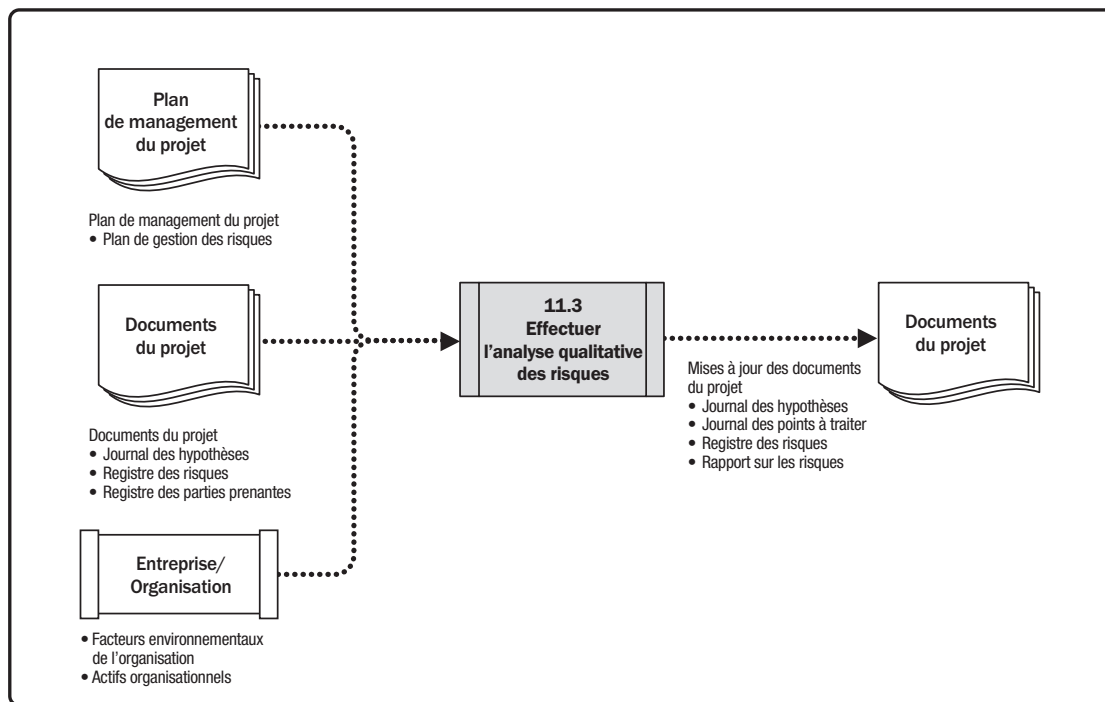 Plan
de management
du projet
Plan de management du projet
• Plan de gestion des risques
Documents
du projet
Documents du projet
• Journal des hypothèses
• Registre des risques
• Registre des parties prenantes
Entreprise/
Organisation
• Facteurs environnementaux
de l’organisation
• Actifs organisationnels
11.3
Effectuer
l’analyse qualitative
des risques
Mises à jour des documents
du projet
• Journal des hypothèses
• Journal des points à traiter
• Registre des risques
• Rapport sur les risques
Documents
du projet